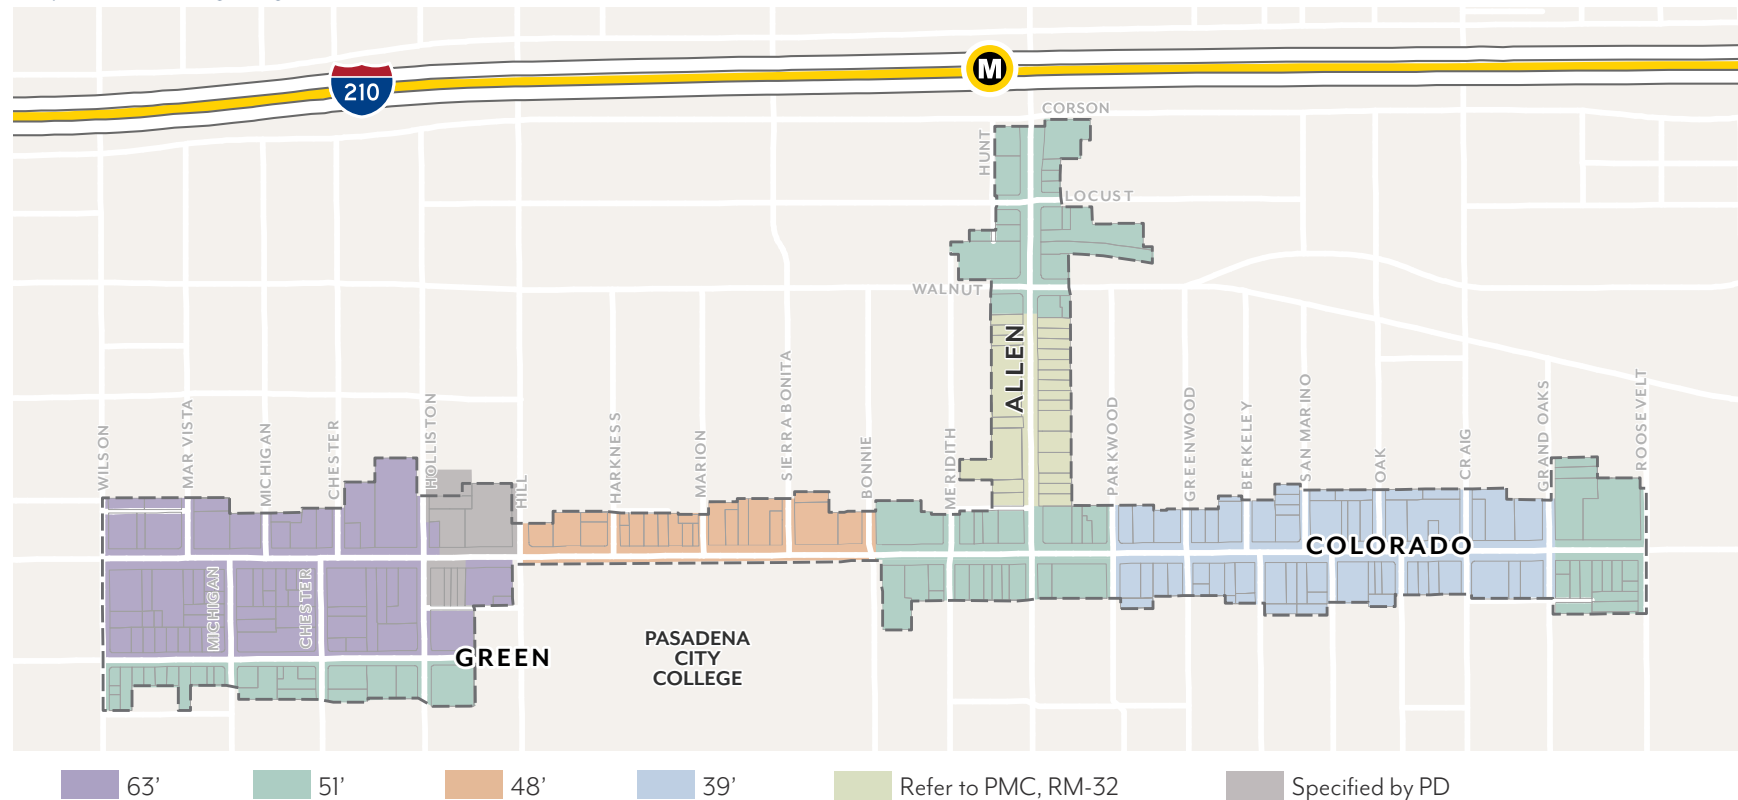 M
210
CORSON
HUNT
LOCUST
WALNUT
ALLEN
WILSON
MAR VISTA
MICHIGAN
CHESTER
HOLLISTON
HILL
HARKNESS
MARION
SIERRA BONITA
BONNIE
MERIDITH
PARKWOOD
GREENWOOD
BERKELEY
SAN MARINO
OAK
CRAIG
GRAND OAKS
ROOSEVELT
COLORADO
MICHIGAN
CHESTER
GREEN
PASADENA
CITY
COLLEGE
63’
51’
48’
39’
Refer to PMC, RM-32
Specified by PD